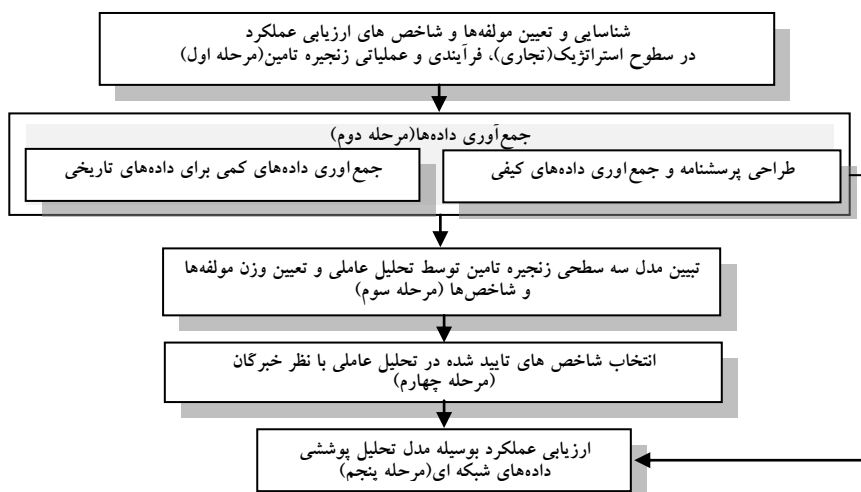 شناسایی و تعیین مولفه‌ها و شاخص های ارزیابی عملکرد
در سطوح استراتژیک(تجاری)، فرآیندی و عملیاتی زنجیره تامین(مرحله اول)
جمع‌آوری داده‌ها(مرحله دوم)
طراحی پرسشنامه و جمع‌اوری داده‌های کیفی
جمع‌اوری داده‌های کمی برای داده‌های تاریخی
تبیین مدل سه سطحی زنجیره تامین توسط تحلیل عاملی و تعیین وزن مولفه‌ها
و شاخص‌ها (مرحله سوم)
انتخاب شاخص های تایید شده در تحلیل عاملی با نظر خبرگان
(مرحله چهارم)
ارزیابی عملکرد بوسیله مدل تحلیل پوششی
داده‌های شبکه ای(مرحله پنجم)